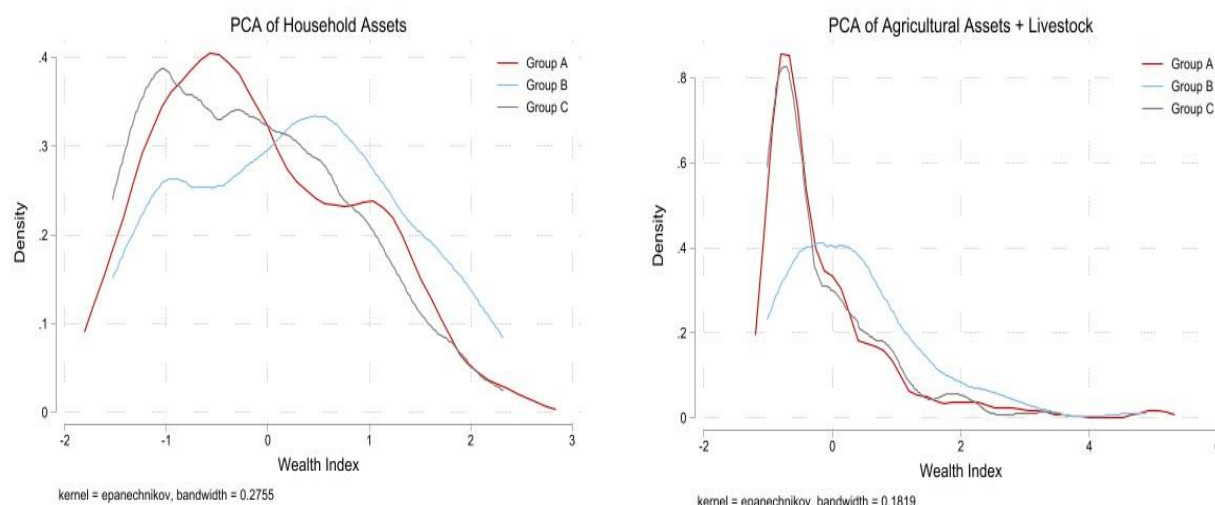 PCA of Household Assets
.4
.3
.2
.1
0
Density
-2
-1
0
1
2
3
Wealth Index
Group A
Group B
Group C
kernel = epanechnikov, bandwidth = 0.2755
PCA of Agricultural Assets + Livestock
.8
.6
.4
.2
0
Density
-2
0
2
4
Wealth Index
Group A
Group B
Group C
kernel = epanechnikov, bandwidth = 0.1819